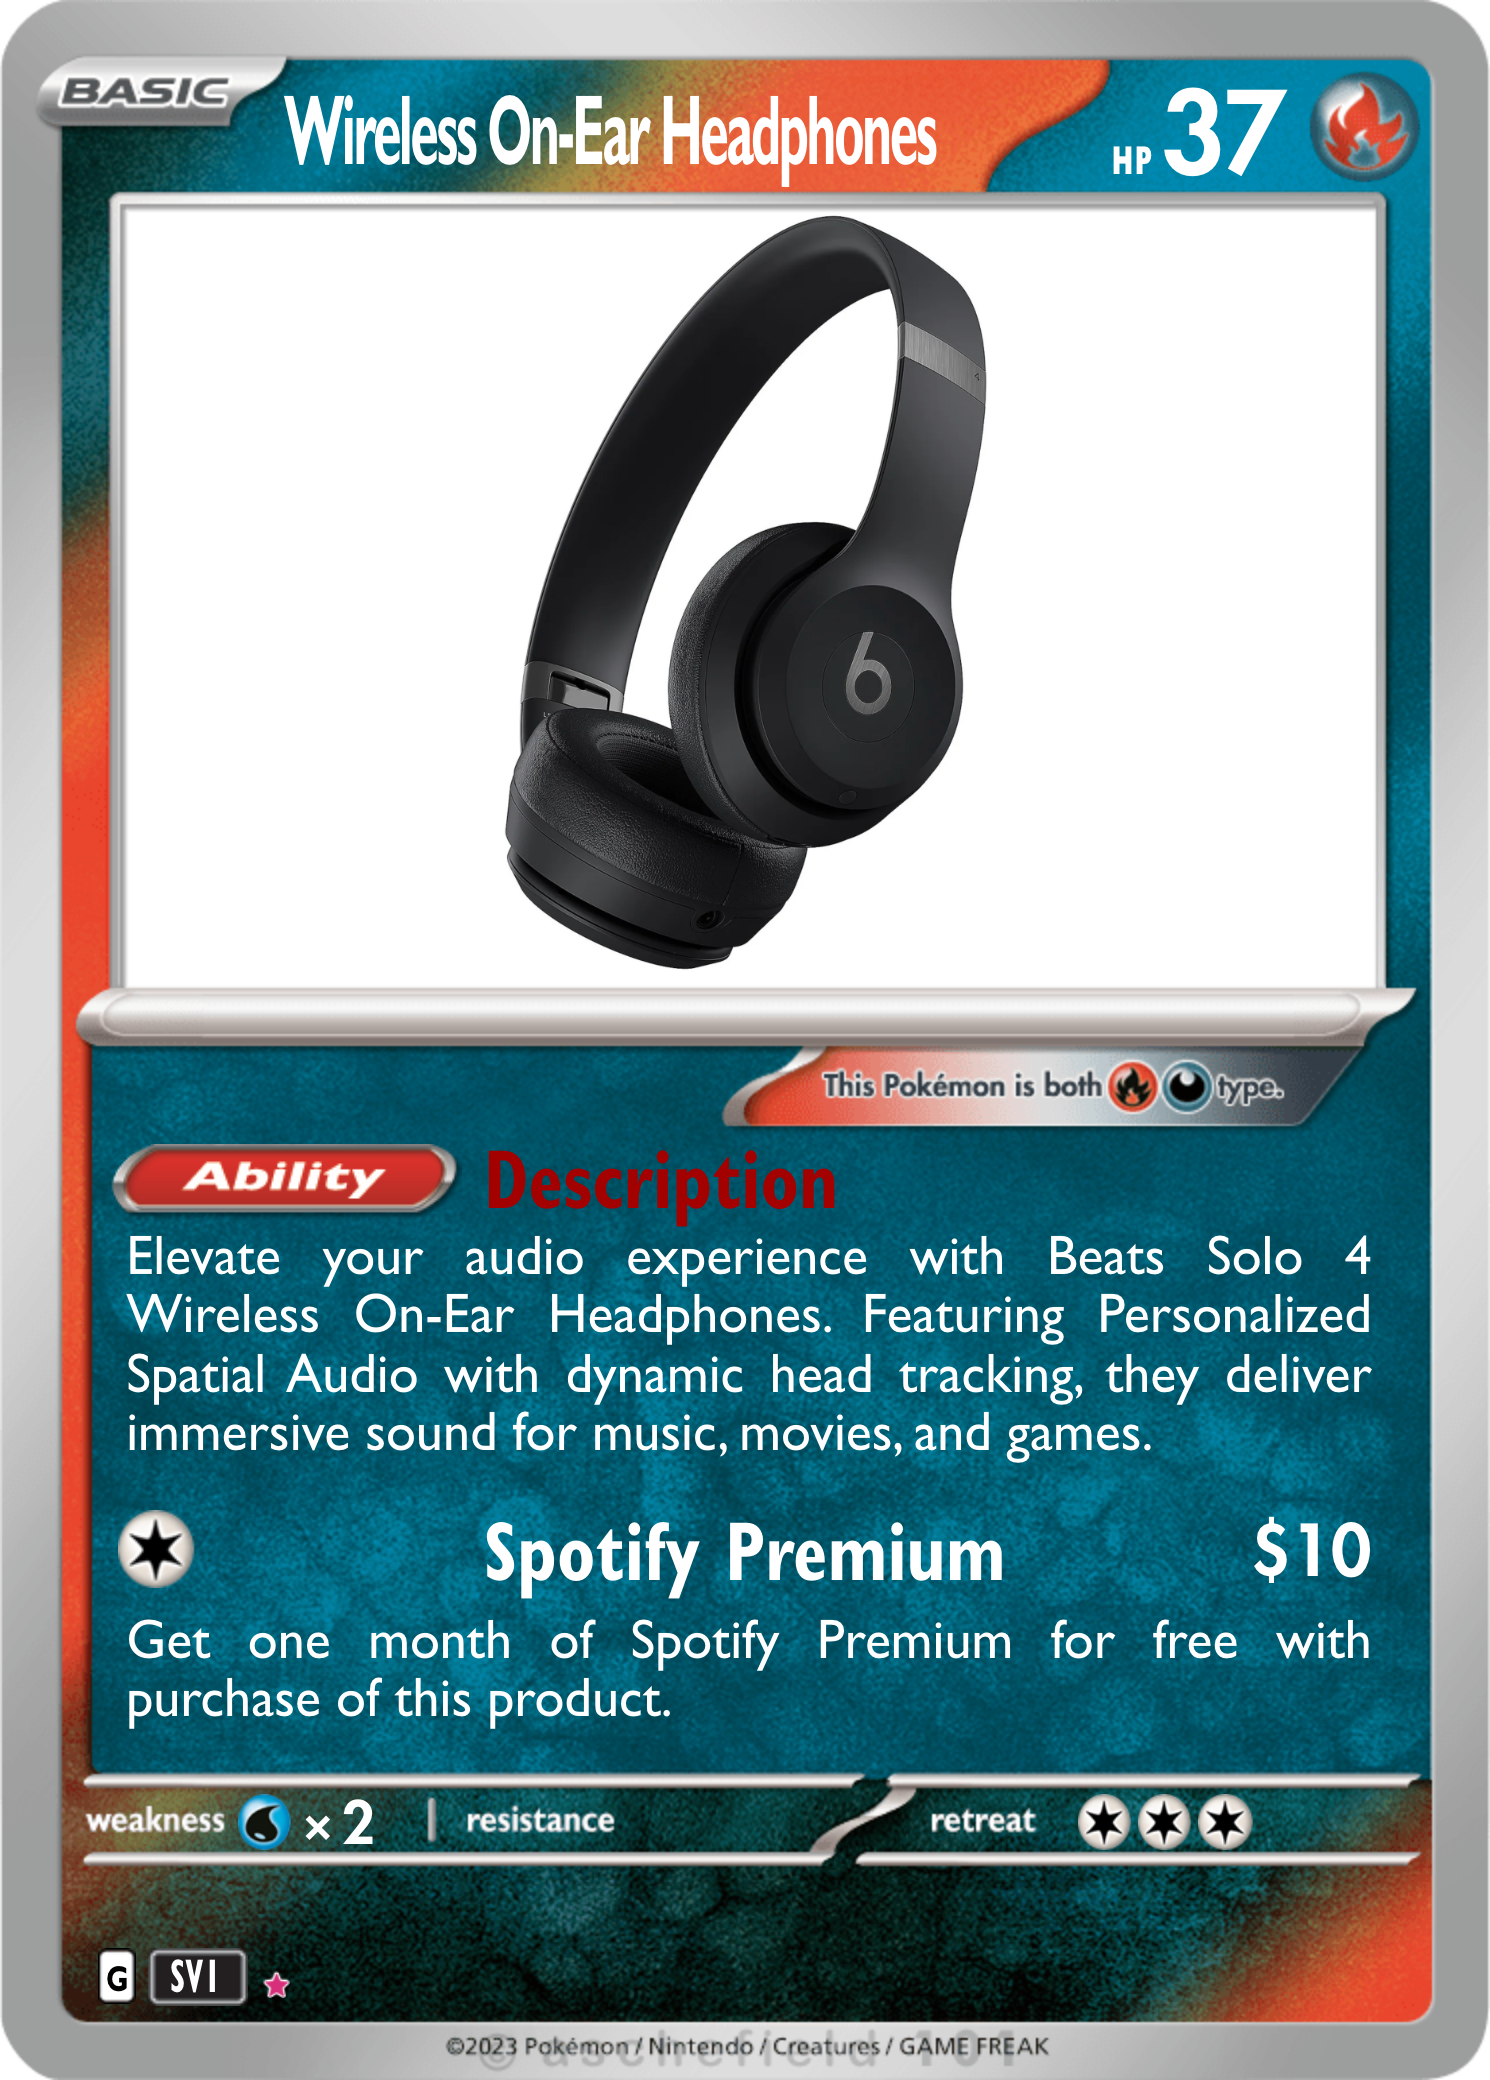 BASIC
Wireless On-Ear Headphones
HP 37
4
b
This Pokémon is both type.
Ability Description
Elevate your audio experience with Beats Solo 4
Wireless On-Ear Headphones. Featuring Personalized
Spatial Audio with dynamic head tracking, they deliver
immersive sound for music, movies, and games.
Spotify Premium $10
Get one month of Spotify Premium for free with
purchase of this product.
weakness × 2 | resistance retreat
G SV1
©2023 Pokémon / Nintendo / Creatures / GAME FREAK